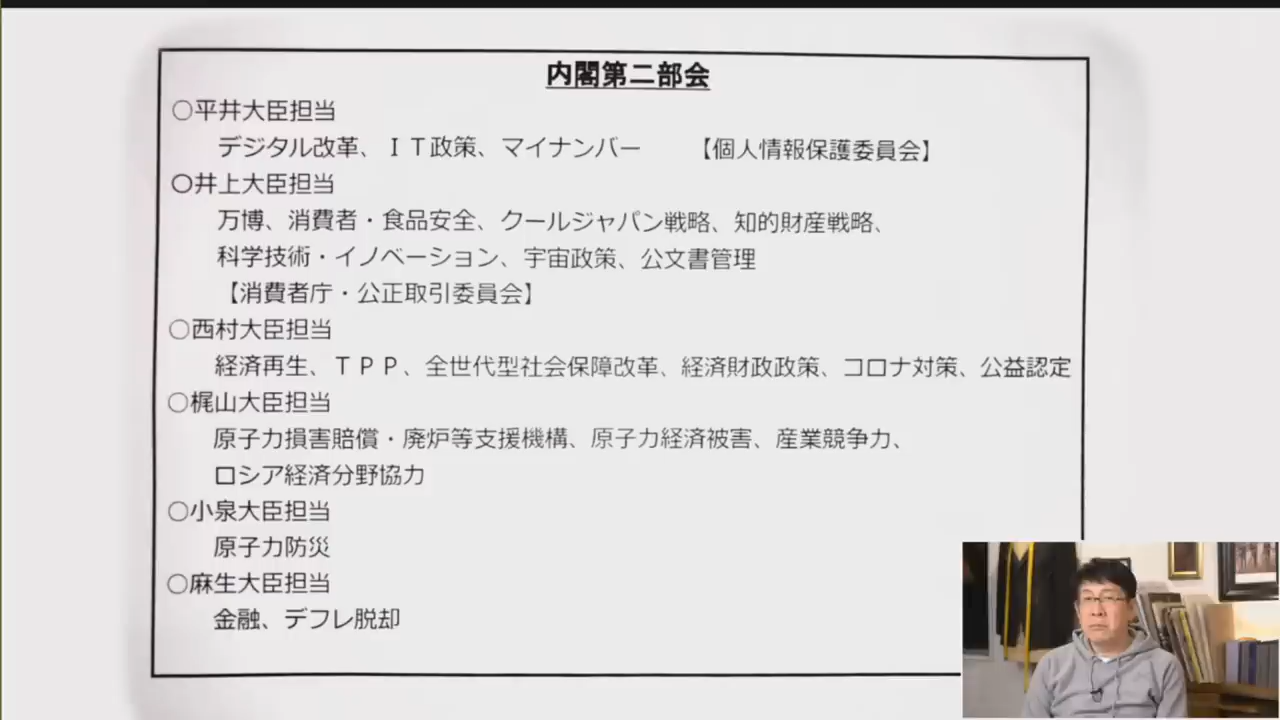 内閣第二部会
○平井大臣担当
デジタル改革、ＩＴ政策、マイナンバー　　【個人情報保護委員会】
○井上大臣担当
万博、消費者・食品安全、クールジャパン戦略、知的財産戦略、
科学技術・イノベーション、宇宙政策、公文書管理
【消費者庁・公正取引委員会】
○西村大臣担当
経済再生、ＴＰＰ、全世代型社会保障改革、経済財政政策、コロナ対策、公益認定
○梶山大臣担当
原子力損害賠償・廃炉等支援機構、原子力経済被害、産業競争力、
ロシア経済分野協力
○小泉大臣担当
原子力防災
○麻生大臣担当
金融、デフレ脱却